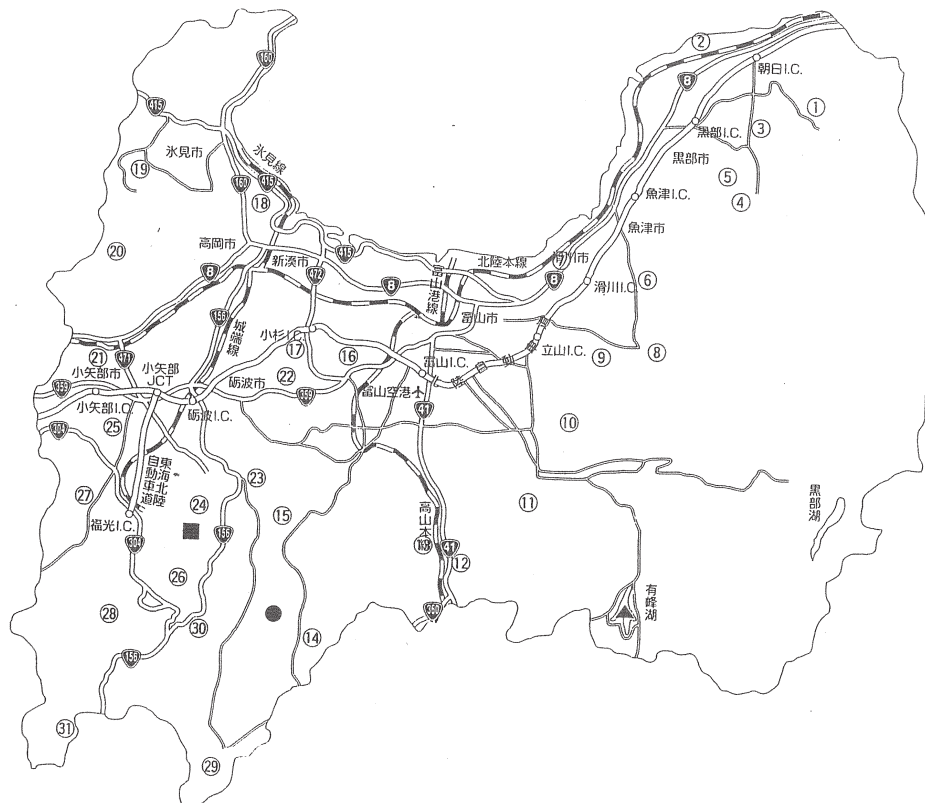 ②
160
朝日I.C.
8
415
①
黒部I.C.
③
氷見市
氷見線
黒部市
⑲
⑤
160
415
魚津I.C.
④
⑱
魚津市
高岡市
⑳
新湊市
415
北陸本線
滑川市
⑦
富山港線
8
472
8
8
滑川I.C.
⑥
156
城端線
富山市
小杉I.C.
⑰
⑯
立山I.C.
㉑
471
富山I.C.
⑨
⑧
小矢部市
小矢部
JCT
砺波市
㉒
359
359
富山空港
小矢部I.C.
砺波I.C.
41
㉕
304
⑩
東海北陸
自動車道
㉓
㉗
㉔
⑮
⑪
黒部湖
福光I.C.
304
156
高山本線
⑬
41
⑫
㉖
有峰湖
360
㉘
㉚
⑭
156
㉛
㉙